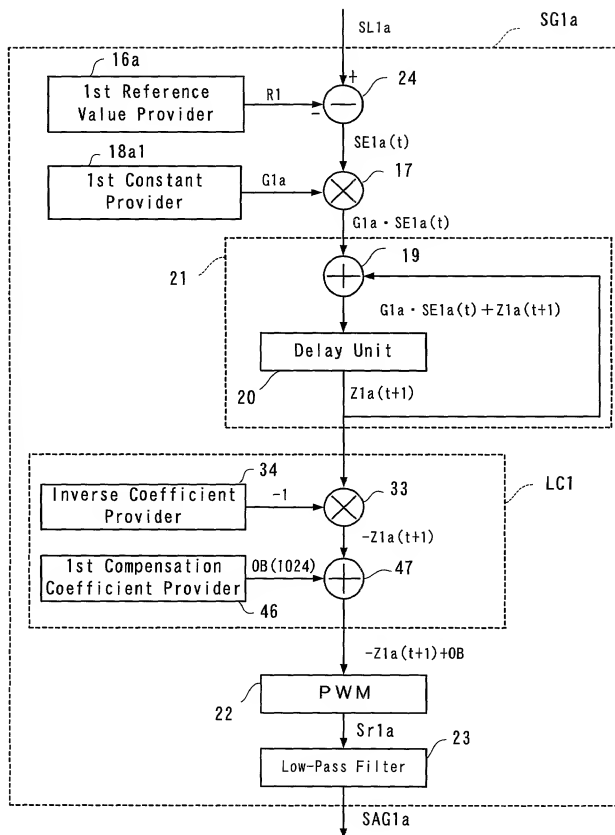 SL1a
SG1a
16a
1st Reference
Value Provider
R1
+
-
24
SE1a(t)
18a1
1st Constant
Provider
G1a
17
G1a・SE1a(t)
21
19
G1a・SE1a(t)+Z1a(t+1)
Delay Unit
20
Z1a(t+1)
LC1
34
Inverse Coefficient
Provider
-1
33
-Z1a(t+1)
1st Compensation
Coefficient Provider
OB(1024)
47
46
-Z1a(t+1)+OB
PWM
22
Sr1a
23
Low-Pass Filter
SAG1a